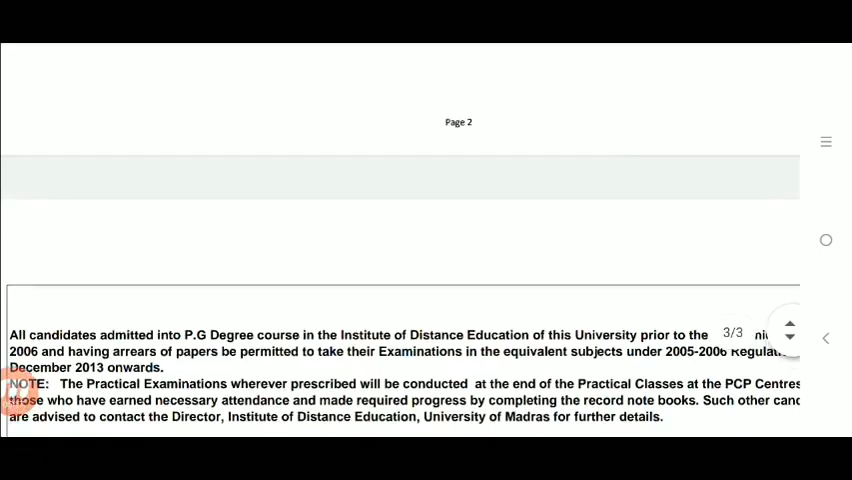 Page 2
All candidates admitted into P.G Degree course in the Institute of Distance Education of this University prior to the
3/3
2006 and having arrears of papers be permitted to take their Examinations in the equivalent subjects under 2005-2006
December 2013 onwards.
NOTE: The Practical Examinations wherever prescribed will be conducted at the end of the Practical Classes at the PCP Centres
those who have earned necessary attendance and made required progress by completing the record note books. Such other
are advised to contact the Director, Institute of Distance Education, University of Madras for further details.